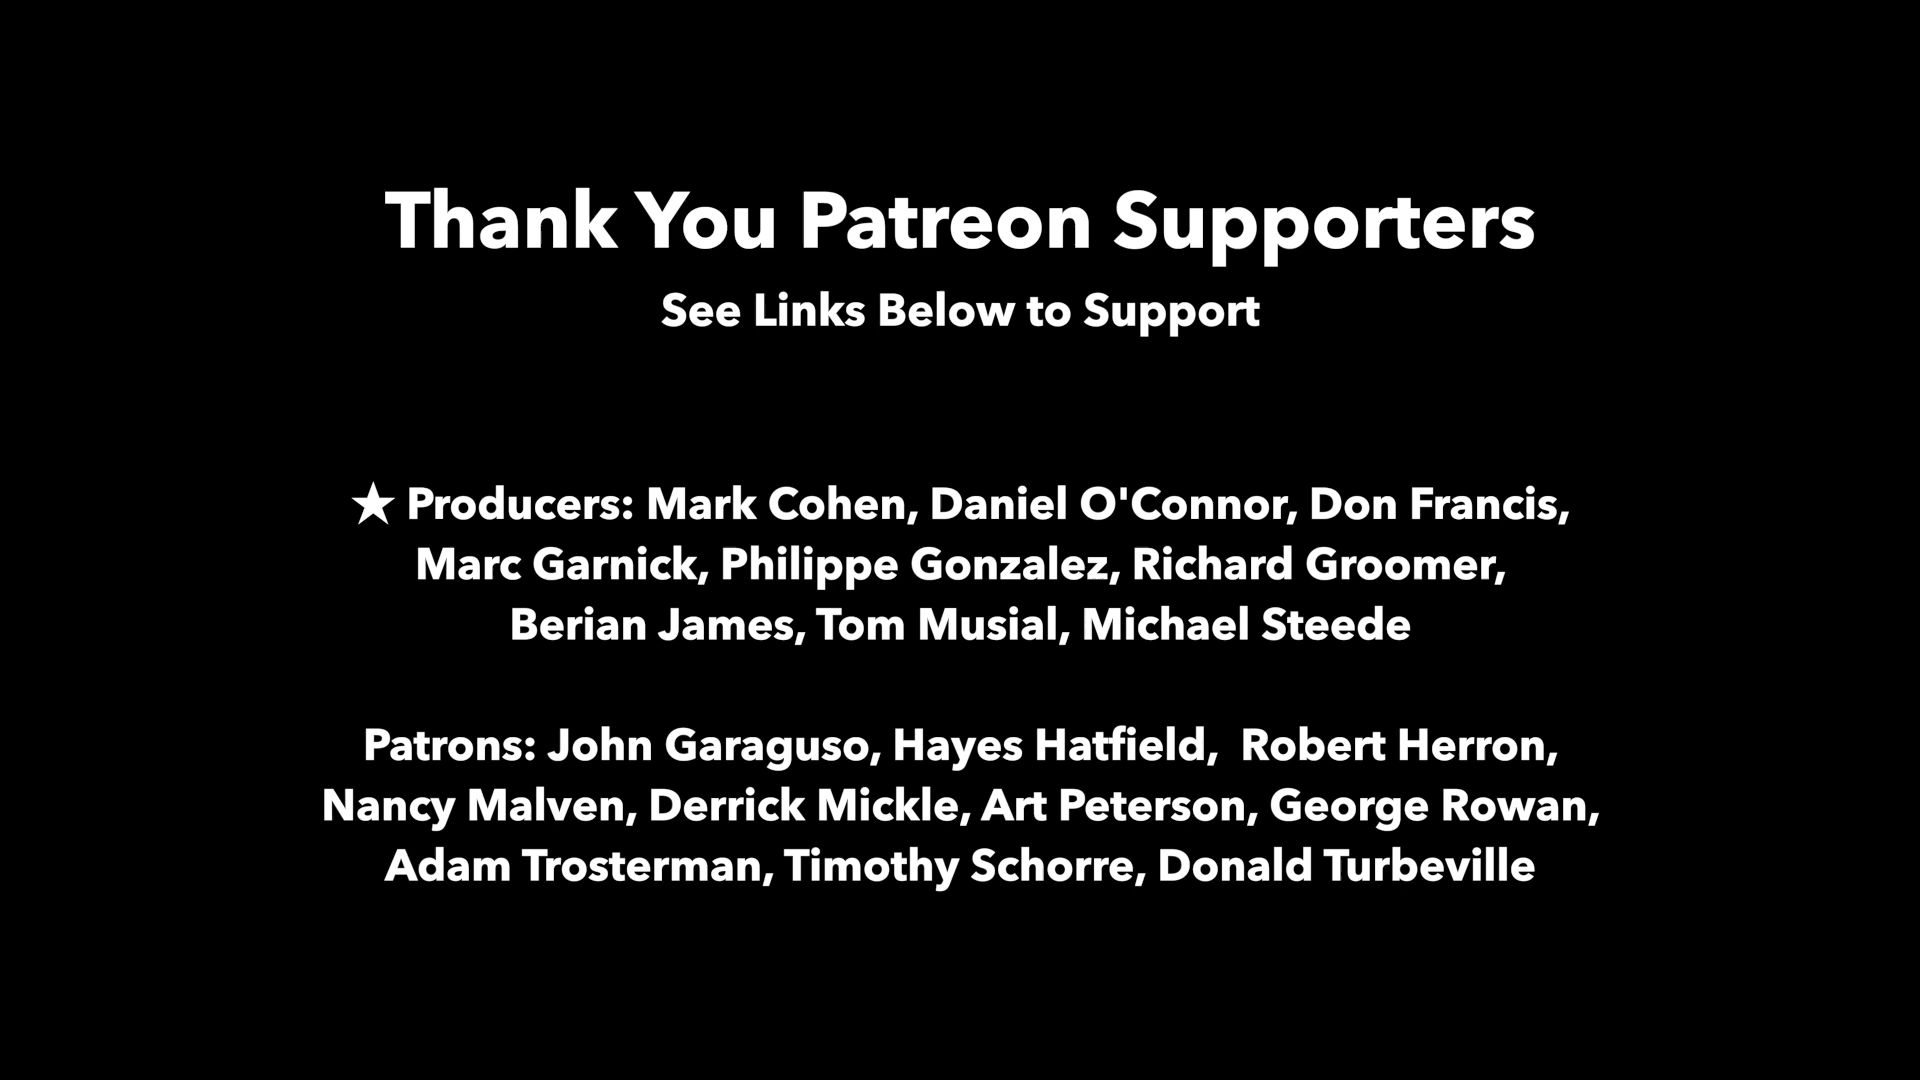 Thank You Patreon Supporters
See Links Below to Support
★ Producers: Mark Cohen, Daniel O'Connor, Don Francis,
Marc Garnick, Philippe Gonzalez, Richard Groomer,
Berian James, Tom Musial, Michael Steede
Patrons: John Garaguso, Hayes Hatfield,  Robert Herron,
Nancy Malven, Derrick Mickle, Art Peterson, George Rowan,
Adam Trosterman, Timothy Schorre, Donald Turbeville